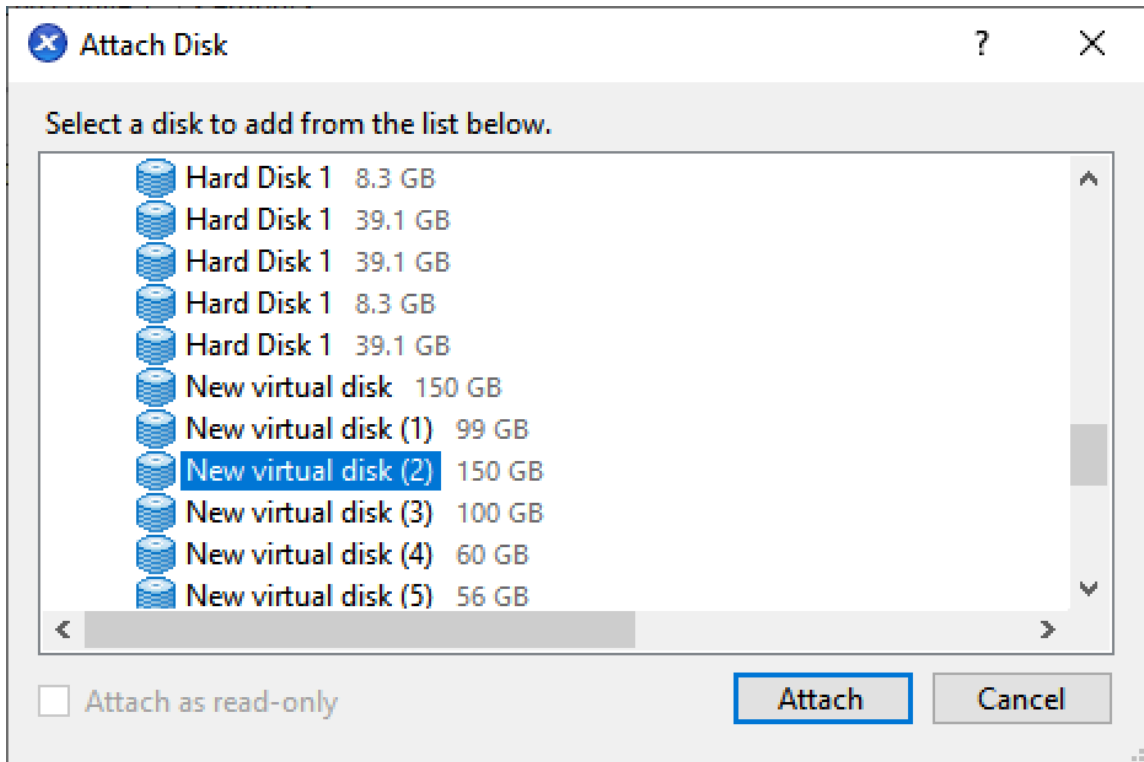 Attach Disk
Select a disk to add from the list below.
Hard Disk 1 8.3 GB
Hard Disk 1 39.1 GB
Hard Disk 1 39.1 GB
Hard Disk 1 8.3 GB
Hard Disk 1 39.1 GB
New virtual disk 150 GB
New virtual disk (1) 99 GB
New virtual disk (2) 150 GB
New virtual disk (3) 100 GB
New virtual disk (4) 60 GB
New virtual disk (5) 56 GB
Attach as read-only
Attach
Cancel